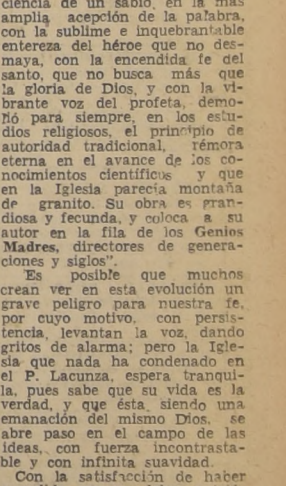 ciencia de un sabio, en la más
amplia acepción de la palabra,
con la sublime e inquebrantable
entereza del héroe que no des-
maya, con la encendida fe del
santo, que no busca más que
la gloria de Dios, y con la vi-
brante voz del profeta, demo-
lió para siempre, en los estu-
dios religiosos, el principio de
autoridad tradicional, rémora
eterna en el avance de los co-
nocimientos científicos y que
en la Iglesia parecía montaña
de granito. Su obra es gran-
diosa y fecunda, y coloca a su
autor en la fila de los Genios
Madres, directores de genera-
ciones y siglos".
Es posible que muchos
crean ver en esta evolución un
grave peligro para nuestra fe,
por cuyo motivo, con persis-
tencia, levantan la voz, dando
gritos de alarma; pero la Igle-
sia que nada ha condenado en
el P. Lacunza, espera tranqui-
la, pues sabe que su vida es la
verdad, y que ésta, siendo una
emanación del mismo Dios, se
abre paso en el campo de las
ideas, con fuerza incontrasta-
ble y con infinita suavidad.
Con la satisfacción de haber